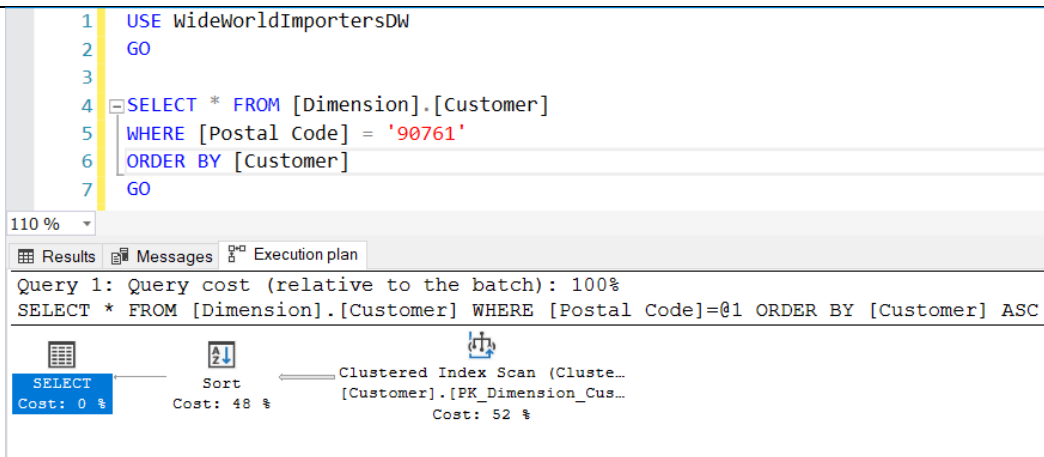 1 USE WideWorldImportersDW
2 GO
3
4 SELECT * FROM [Dimension].[Customer]
5 WHERE [Postal Code] = '90761'
6 ORDER BY [Customer]
7 GO
110 %
Results Messages Execution plan
Query 1: Query cost (relative to the batch): 100%
SELECT * FROM [Dimension].[Customer] WHERE [Postal Code]=@1 ORDER BY [Customer] ASC
SELECT
Cost: 0 %
Sort
Cost: 48 %
Clustered Index Scan (Cluste…
[Customer].[PK_Dimension_Cus…
Cost: 52 %